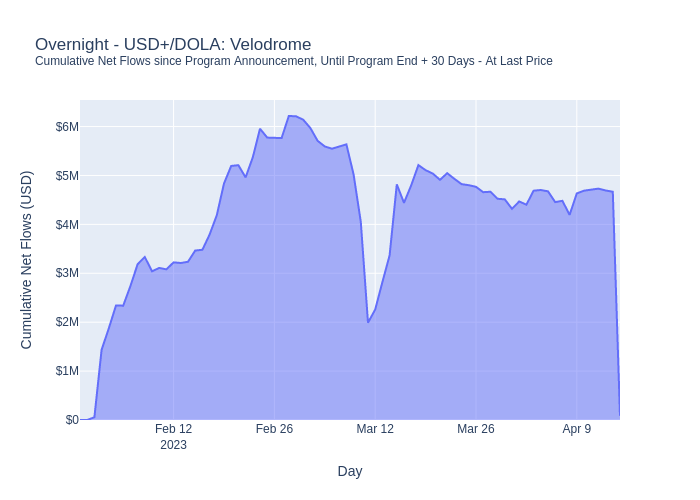 Overnight - USD+/DOLA: Velodrome
Cumulative Net Flows since Program Announcement, Until Program End + 30 Days - At Last Price
Cumulative Net Flows (USD)
$6M
$5M
$4M
$3M
$2M
$1M
$0
Feb 12
2023
Feb 26
Mar 12
Mar 26
Apr 9
Day